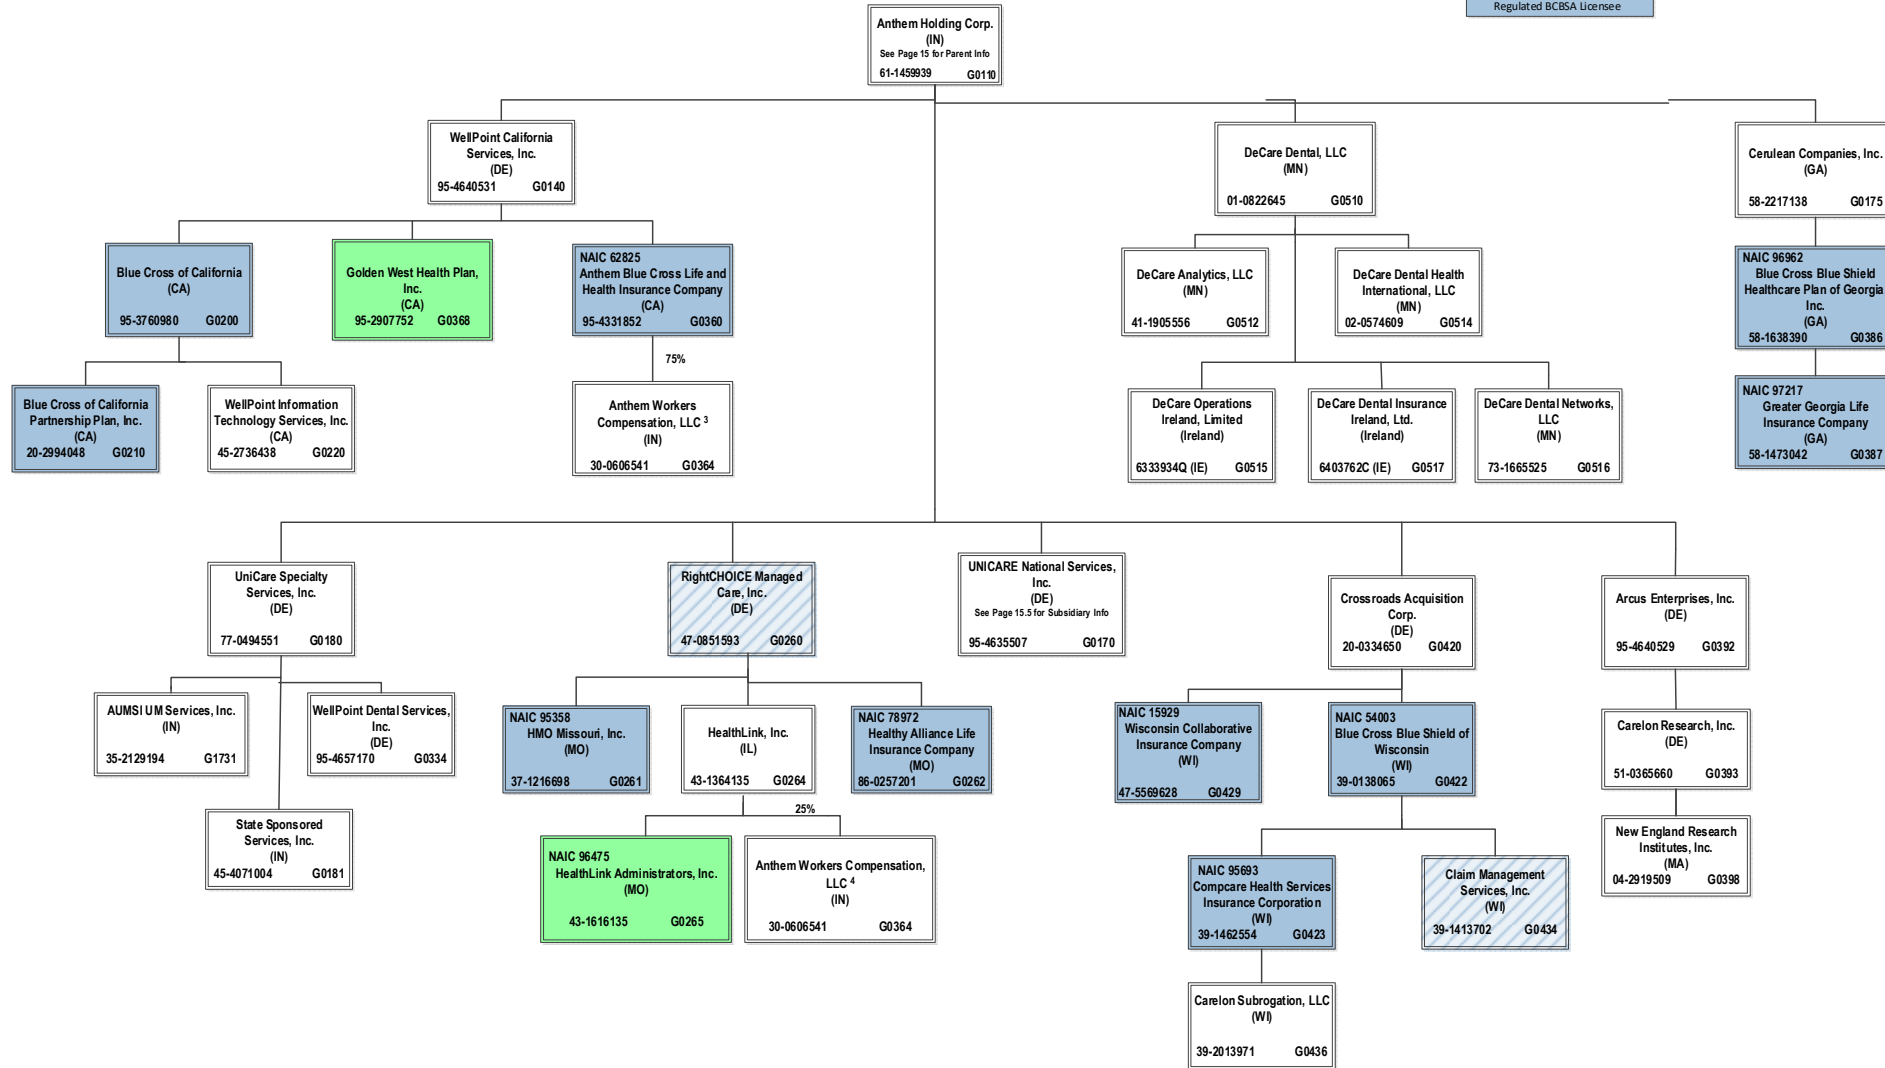 Regulated BCBSA Licensee
Anthem Holding Corp.
(IN)
See Page 15 for Parent Info
61-1459939 G0110
WellPoint California
Services, Inc.
(DE)
95-4640531 G0140
DeCare Dental, LLC
(MN)
01-0822645 G0510
Cerulean Companies, Inc.
(GA)
58-2217138 G0175
Blue Cross of California
(CA)
95-3760980 G0200
Golden West Health Plan,
Inc.
(CA)
95-2907752 G0368
NAIC 62825
Anthem Blue Cross Life and
Health Insurance Company
(CA)
95-4331852 G0360
DeCare Analytics, LLC
(MN)
41-1905556 G0512
DeCare Dental Health
International, LLC
(MN)
02-0574609 G0514
NAIC 96962
Blue Cross Blue Shield
Healthcare Plan of Georgia,
Inc.
(GA)
58-1638390 G0386
75%
Blue Cross of California
Partnership Plan, Inc.
(CA)
20-2994048 G0210
WellPoint Information
Technology Services, Inc.
(CA)
45-2736438 G0220
Anthem Workers
Compensation, LLC 3
(IN)
30-0606541 G0364
DeCare Operations
Ireland, Limited
(Ireland)
6333934Q (IE) G0515
DeCare Dental Insurance
Ireland, Ltd.
(Ireland)
6403762C (IE) G0517
DeCare Dental Networks,
LLC
(MN)
73-1665525 G0516
NAIC 97217
Greater Georgia Life
Insurance Company
(GA)
58-1473042 G0387
UniCare Specialty
Services, Inc.
(DE)
77-0494551 G0180
RightCHOICE Managed
Care, Inc.
(DE)
47-0851593 G0260
UNICARE National Services,
Inc.
(DE)
See Page 15.5 for Subsidiary Info
95-4635507 G0170
Crossroads Acquisition
Corp.
(DE)
20-0334650 G0420
Arcus Enterprises, Inc.
(DE)
95-4640529 G0392
AUMSI UM Services, Inc.
(IN)
35-2129194 G1731
WellPoint Dental Services,
Inc.
(DE)
95-4657170 G0334
NAIC 95358
HMO Missouri, Inc.
(MO)
37-1216698 G0261
HealthLink, Inc.
(IL)
43-1364135 G0264
NAIC 78972
Healthy Alliance Life
Insurance Company
(MO)
86-0257201 G0262
NAIC 15929
Wisconsin Collaborative
Insurance Company
(WI)
47-5569628 G0429
NAIC 54003
Blue Cross Blue Shield of
Wisconsin
(WI)
39-0138065 G0422
Carelon Research, Inc.
(DE)
51-0365660 G0393
State Sponsored
Services, Inc.
(IN)
45-4071004 G0181
25%
NAIC 96475
HealthLink Administrators, Inc.
(MO)
43-1616135 G0265
Anthem Workers Compensation,
LLC 4
(IN)
30-0606541 G0364
NAIC 95693
Compcare Health Services
Insurance Corporation
(WI)
39-1462554 G0423
Claim Management
Services, Inc.
(WI)
39-1413702 G0434
New England Research
Institutes, Inc.
(MA)
04-2919509 G0398
Carelon Subrogation, LLC
(WI)
39-2013971 G0436